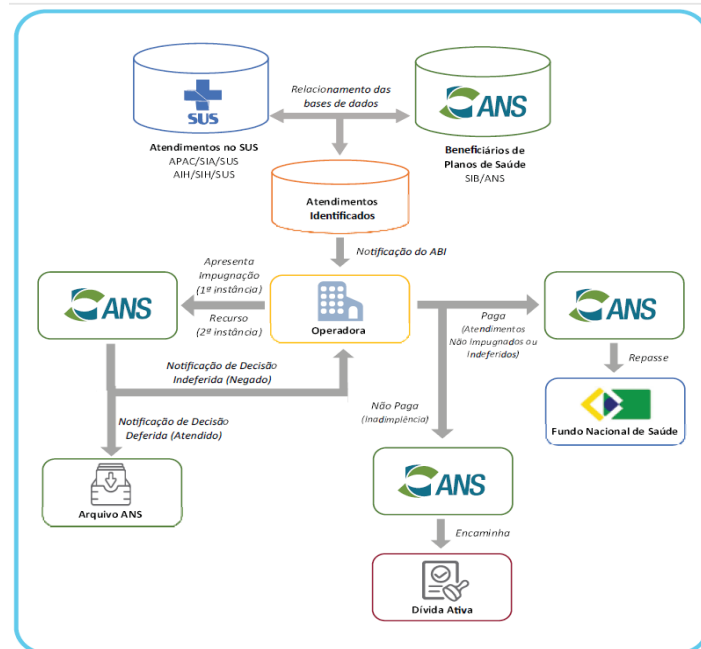 SUS
ANS
Relacionamento das
bases de dados
Atendimentos no SUS
APAC/SIA/SUS
AIH/SIH/SUS
Beneficiários de
Planos de Saúde
SIB/ANS
Atendimentos
Identificados
Notificação do ABI
Apresenta
Impugnação
(1ª instância)
Recurso
(2ª instância)
ANS
Operadora
Paga
(Atendimentos
Não impugnados ou
Indeferidos)
ANS
Repasse
Notificação de Decisão
Indeferida (Negado)
Não Paga
(Inadimplência)
Fundo Nacional de Saúde
Notificação de Decisão
Deferida (Atendido)
Arquivo ANS
ANS
Encaminha
Dívida Ativa